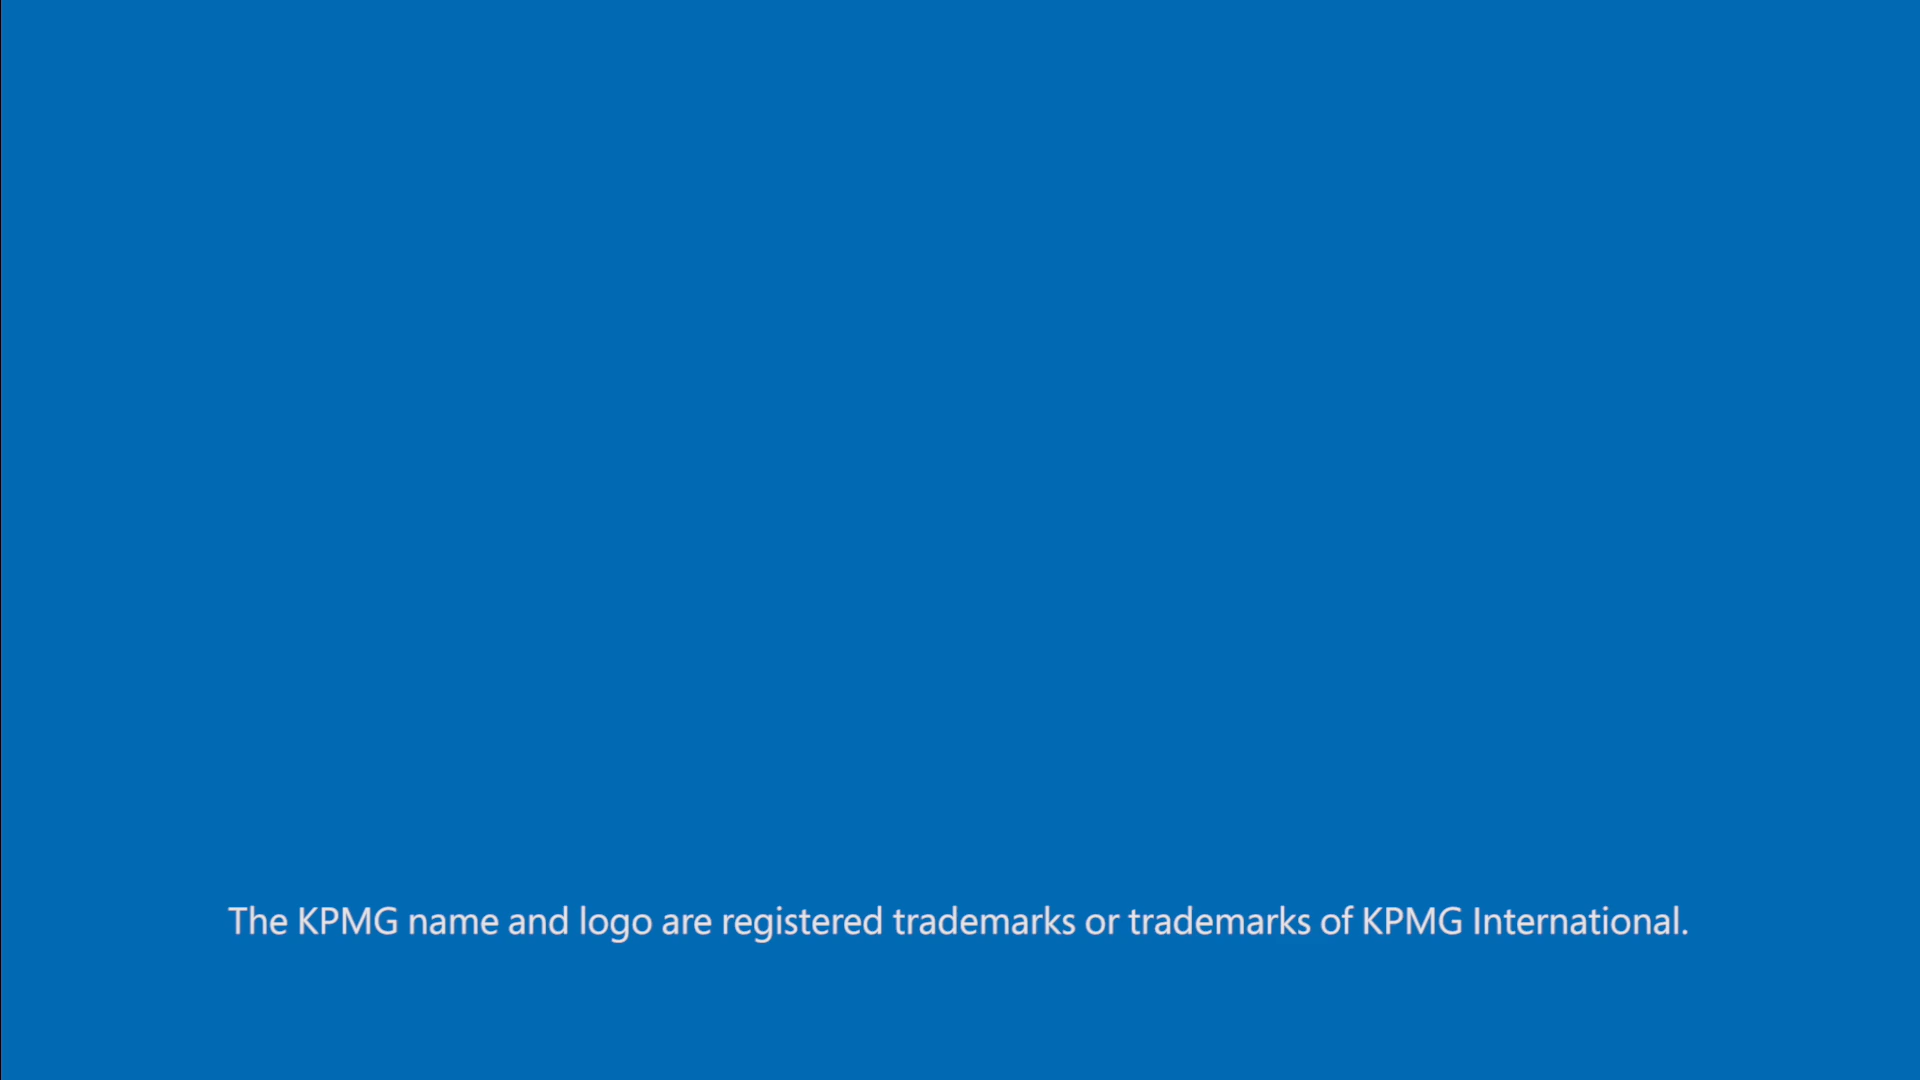 The KPMG name and logo are registered trademarks or trademarks of KPMG International.